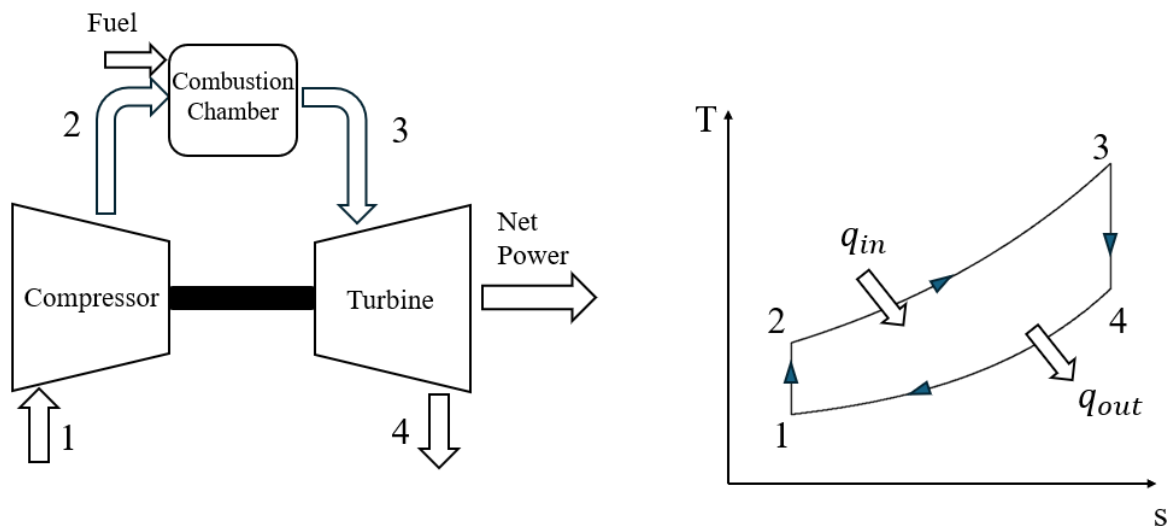 Fuel
Combustion
Chamber
2
3
Net
Power
Compressor
Turbine
1
4
T
3
q_in
2
4
q_out
1
s